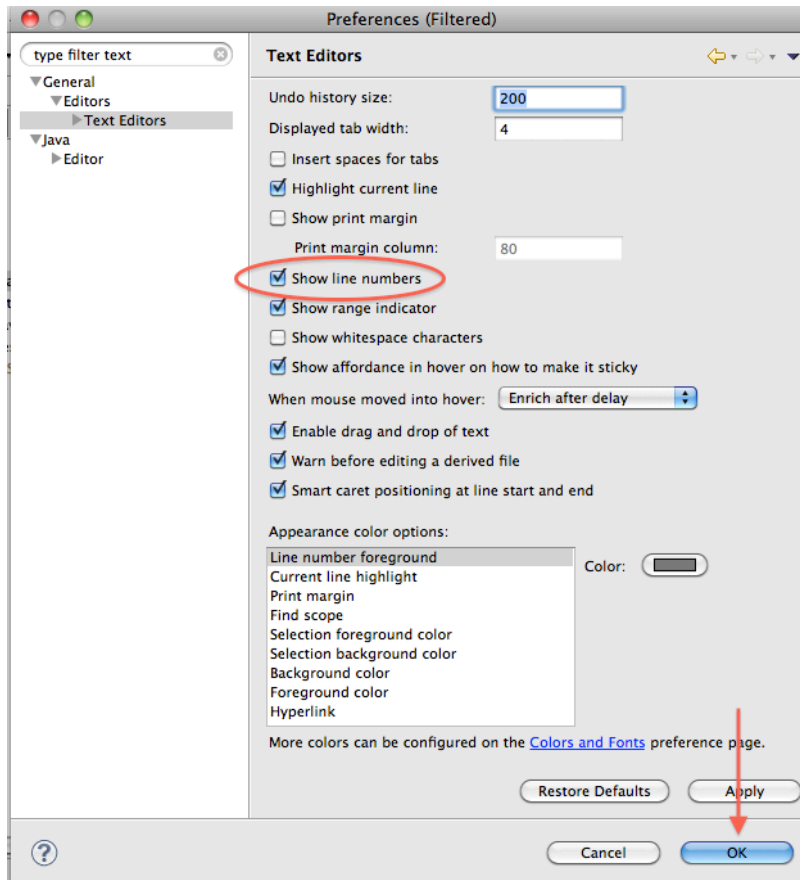 Preferences (Filtered)
type filter text
General
Editors
Text Editors
Java
Editor
Text Editors
Undo history size: 200
Displayed tab width: 4
Insert spaces for tabs
Highlight current line
Show print margin
Print margin column: 80
Show line numbers
Show range indicator
Show whitespace characters
Show affordance in hover on how to make it sticky
When mouse moved into hover: Enrich after delay
Enable drag and drop of text
Warn before editing a derived file
Smart caret positioning at line start and end
Appearance color options:
Line number foreground
Current line highlight
Print margin
Find scope
Selection foreground color
Selection background color
Background color
Foreground color
Hyperlink
Color:
More colors can be configured on the Colors and Fonts preference page.
Restore Defaults
Apply
?
Cancel
OK